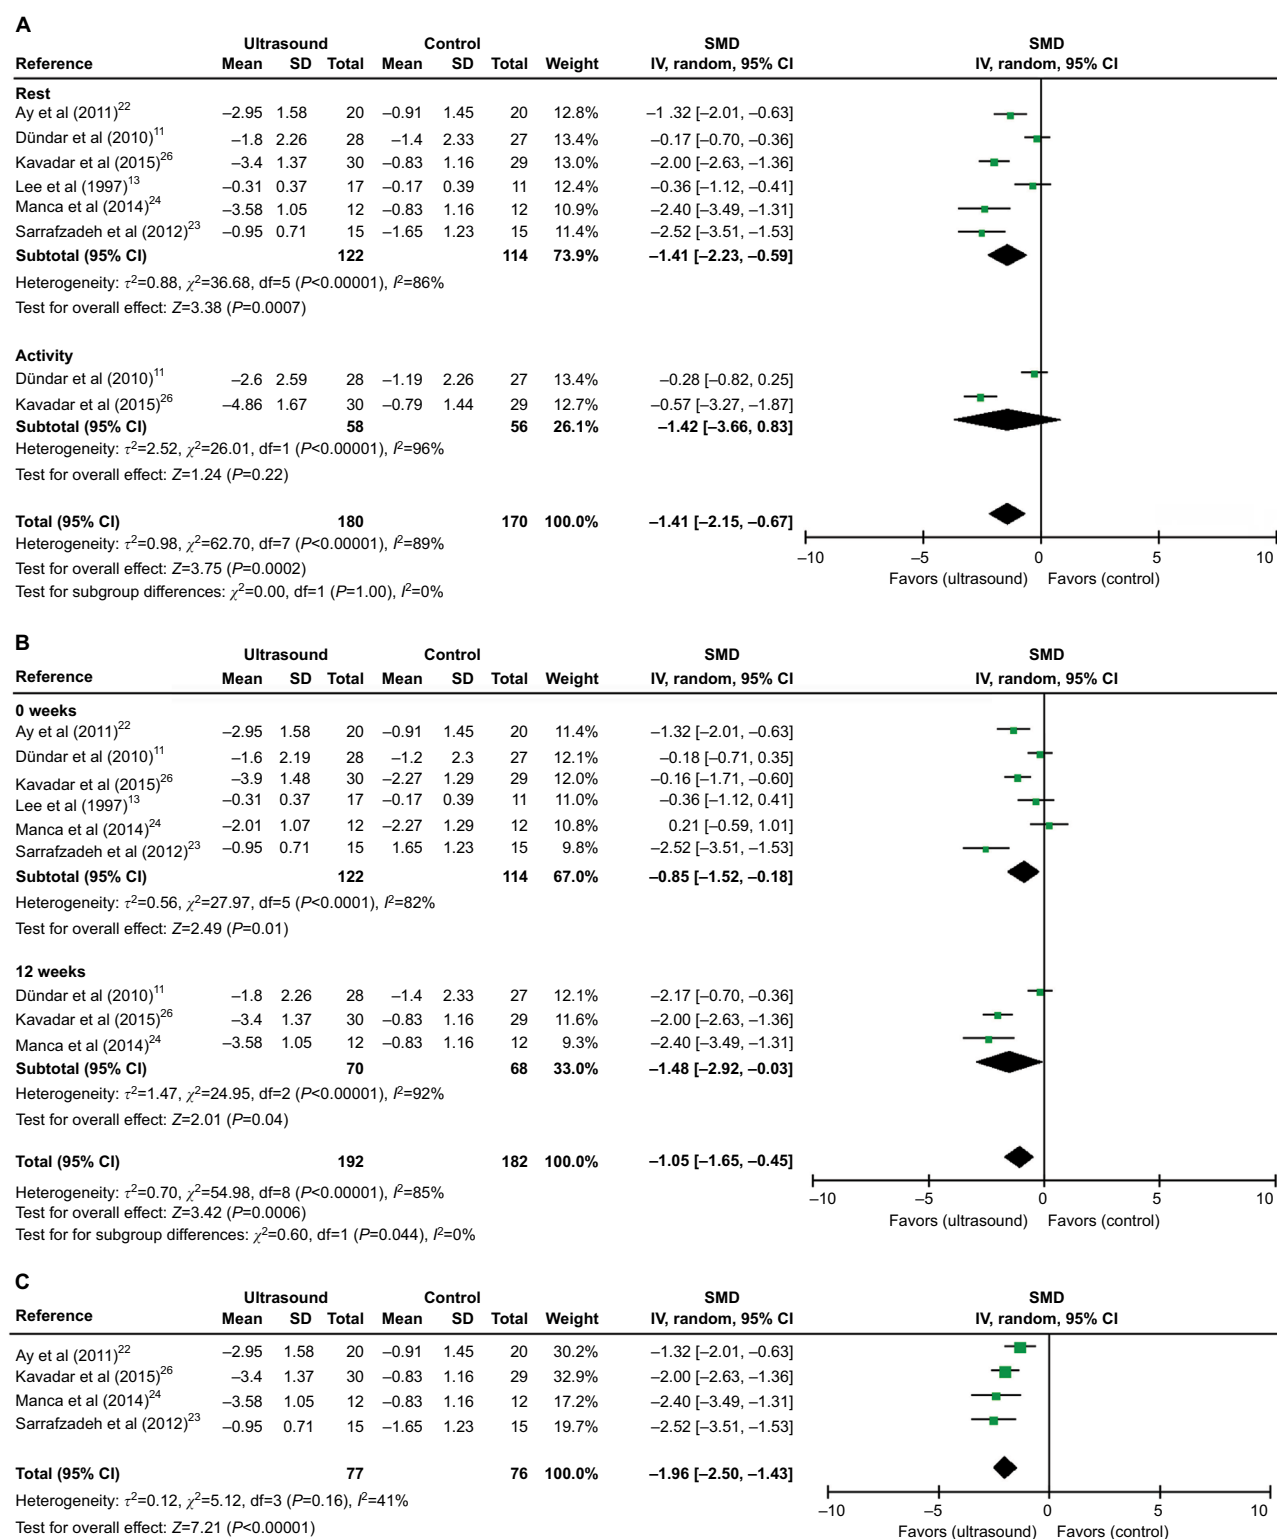 A
Ultrasound Control SMD SMD
Reference Mean SD Total Mean SD Total Weight IV, random, 95% CI IV, random, 95% CI
Rest
Ay et al (2011)22 –2.95 1.58 20 –0.91 1.45 20 12.8% –1 .32 [–2.01, –0.63]
Dündar et al (2010)11 –1.8 2.26 28 –1.4 2.33 27 13.4% –0.17 [–0.70, –0.36]
Kavadar et al (2015)26 –3.4 1.37 30 –0.83 1.16 29 13.0% –2.00 [–2.63, –1.36]
Lee et al (1997)13 –0.31 0.37 17 –0.17 0.39 11 12.4% –0.36 [–1.12, –0.41]
Manca et al (2014)24 –3.58 1.05 12 –0.83 1.16 12 10.9% –2.40 [–3.49, –1.31]
Sarrafzadeh et al (2012)23 –0.95 0.71 15 –1.65 1.23 15 11.4% –2.52 [–3.51, –1.53]
Subtotal (95% CI) 122 114 73.9% –1.41 [–2.23, –0.59]
Heterogeneity: τ2=0.88, χ2=36.68, df=5 (P<0.00001), I2=86%
Test for overall effect: Z=3.38 (P=0.0007)
Activity
Dündar et al (2010)11 –2.6 2.59 28 –1.19 2.26 27 13.4% –0.28 [–0.82, 0.25]
Kavadar et al (2015)26 –4.86 1.67 30 –0.79 1.44 29 12.7% –0.57 [–3.27, –1.87]
Subtotal (95% CI) 58 56 26.1% –1.42 [–3.66, 0.83]
Heterogeneity: τ2=2.52, χ2=26.01, df=1 (P<0.00001), I2=96%
Test for overall effect: Z=1.24 (P=0.22)
Total (95% CI) 180 170 100.0% –1.41 [–2.15, –0.67]
Heterogeneity: τ2=0.98, χ2=62.70, df=7 (P<0.00001), I2=89%
–10 –5 0 5 10
Test for overall effect: Z=3.75 (P=0.0002)
Favors (ultrasound) Favors (control)
Test for subgroup differences: χ2=0.00, df=1 (P=1.00), I2=0%
B
Ultrasound Control SMD SMD
Reference Mean SD Total Mean SD Total Weight IV, random, 95% CI IV, random, 95% CI
0 weeks
Ay et al (2011)22 –2.95 1.58 20 –0.91 1.45 20 11.4% –1.32 [–2.01, –0.63]
Dündar et al (2010)11 –1.6 2.19 28 –1.2 2.3 27 12.1% –0.18 [–0.71, 0.35]
Kavadar et al (2015)26 –3.9 1.48 30 –2.27 1.29 29 12.0% –0.16 [–1.71, –0.60]
Lee et al (1997)13 –0.31 0.37 17 –0.17 0.39 11 11.0% –0.36 [–1.12, 0.41]
Manca et al (2014)24 –2.01 1.07 12 –2.27 1.29 12 10.8% 0.21 [–0.59, 1.01]
Sarrafzadeh et al (2012)23 –0.95 0.71 15 1.65 1.23 15 9.8% –2.52 [–3.51, –1.53]
Subtotal (95% CI) 122 114 67.0% –0.85 [–1.52, –0.18]
Heterogeneity: τ2=0.56, χ2=27.97, df=5 (P<0.0001), I2=82%
Test for overall effect: Z=2.49 (P=0.01)
12 weeks
Dündar et al (2010)11 –1.8 2.26 28 –1.4 2.33 27 12.1% –2.17 [–0.70, –0.36]
Kavadar et al (2015)26 –3.4 1.37 30 –0.83 1.16 29 11.6% –2.00 [–2.63, –1.36]
Manca et al (2014)24 –3.58 1.05 12 –0.83 1.16 12 9.3% –2.40 [–3.49, –1.31]
Subtotal (95% CI) 70 68 33.0% –1.48 [–2.92, –0.03]
Heterogeneity: τ2=1.47, χ2=24.95, df=2 (P<0.00001), I2=92%
Test for overall effect: Z=2.01 (P=0.04)
Total (95% CI) 192 182 100.0% –1.05 [–1.65, –0.45]
Heterogeneity: τ2=0.70, χ2=54.98, df=8 (P<0.00001), I2=85%
–10 –5 0 5 10
Test for overall effect: Z=3.42 (P=0.0006)
Favors (ultrasound) Favors (control)
Test for for subgroup differences: χ2=0.60, df=1 (P=0.044), I2=0%
C
Ultrasound Control SMD SMD
Reference Mean SD Total Mean SD Total Weight IV, random, 95% CI IV, random, 95% CI
Ay et al (2011)22 –2.95 1.58 20 –0.91 1.45 20 30.2% –1.32 [–2.01, –0.63]
Kavadar et al (2015)26 –3.4 1.37 30 –0.83 1.16 29 32.9% –2.00 [–2.63, –1.36]
Manca et al (2014)24 –3.58 1.05 12 –0.83 1.16 12 17.2% –2.40 [–3.49, –1.31]
Sarrafzadeh et al (2012)23 –0.95 0.71 15 –1.65 1.23 15 19.7% –2.52 [–3.51, –1.53]
Total (95% CI) 77 76 100.0% –1.96 [–2.50, –1.43]
Heterogeneity: τ2=0.12, χ2=5.12, df=3 (P=0.16), I2=41%
–10 –5 0 5 10
Test for overall effect: Z=7.21 (P<0.00001)
Favors (ultrasound) Favors (control)